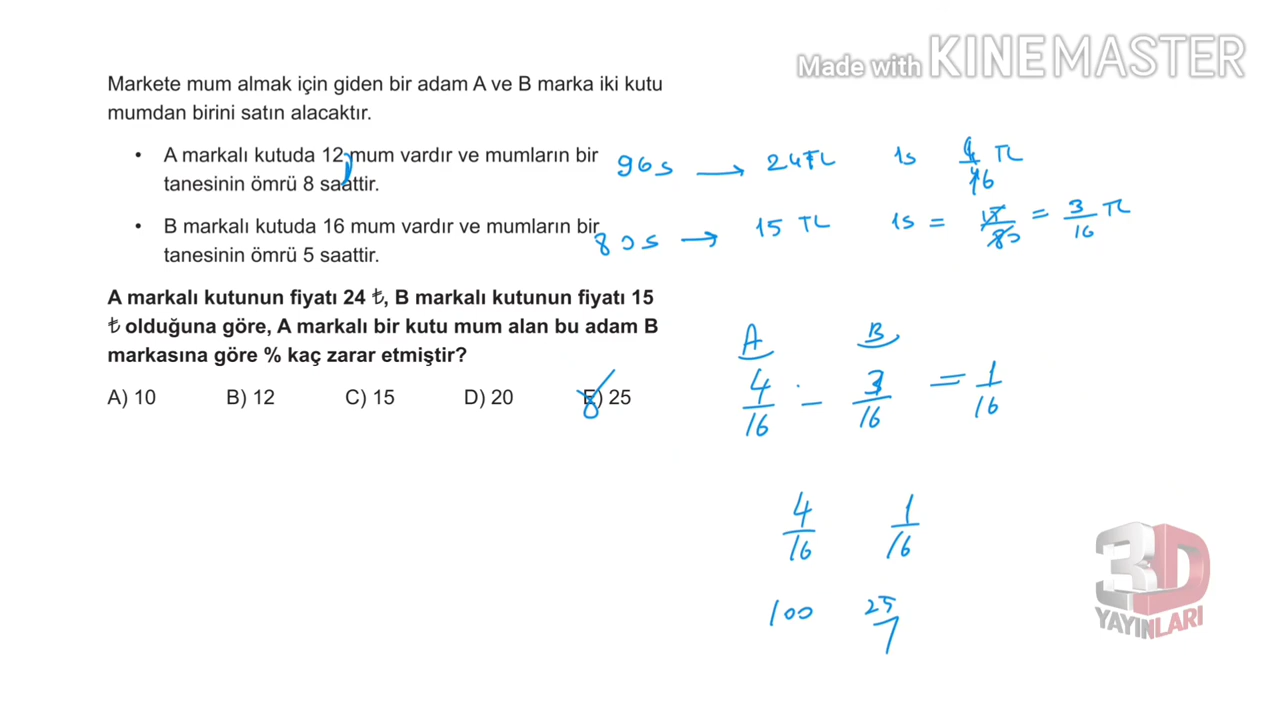 Made with KINEMASTER
Markete mum almak için giden bir adam A ve B marka iki kutu
mumdan birini satın alacaktır.
• A markalı kutuda 12 mum vardır ve mumların bir
tanesinin ömrü 8 saattir.
96s → 24TL 1s 4/16 TL
• B markalı kutuda 16 mum vardır ve mumların bir
tanesinin ömrü 5 saattir.
80s → 15 TL 1s = 15/80 = 3/16 TL
A markalı kutunun fiyatı 24 ₺, B markalı kutunun fiyatı 15
₺ olduğuna göre, A markalı bir kutu mum alan bu adam B
markasına göre % kaç zarar etmiştir?
A) 10 B) 12 C) 15 D) 20 E) 25
A B
4/16 - 3/16 = 1/16
4/16 1/16
100 25
3D
YAYINLARI